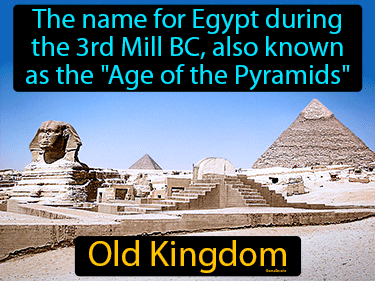 The name for Egypt during
the 3rd Mill BC, also known
as the "Age of the Pyramids"
Old Kingdom